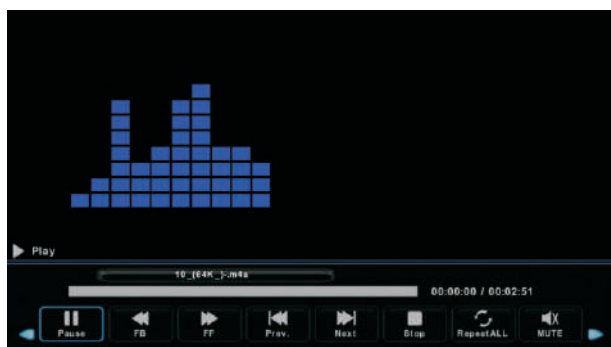 Play
10_(64K_)-.m4a
00:00:00 / 00:02:51
Pause FB FF Prev. Next Stop RepeatALL MUTE